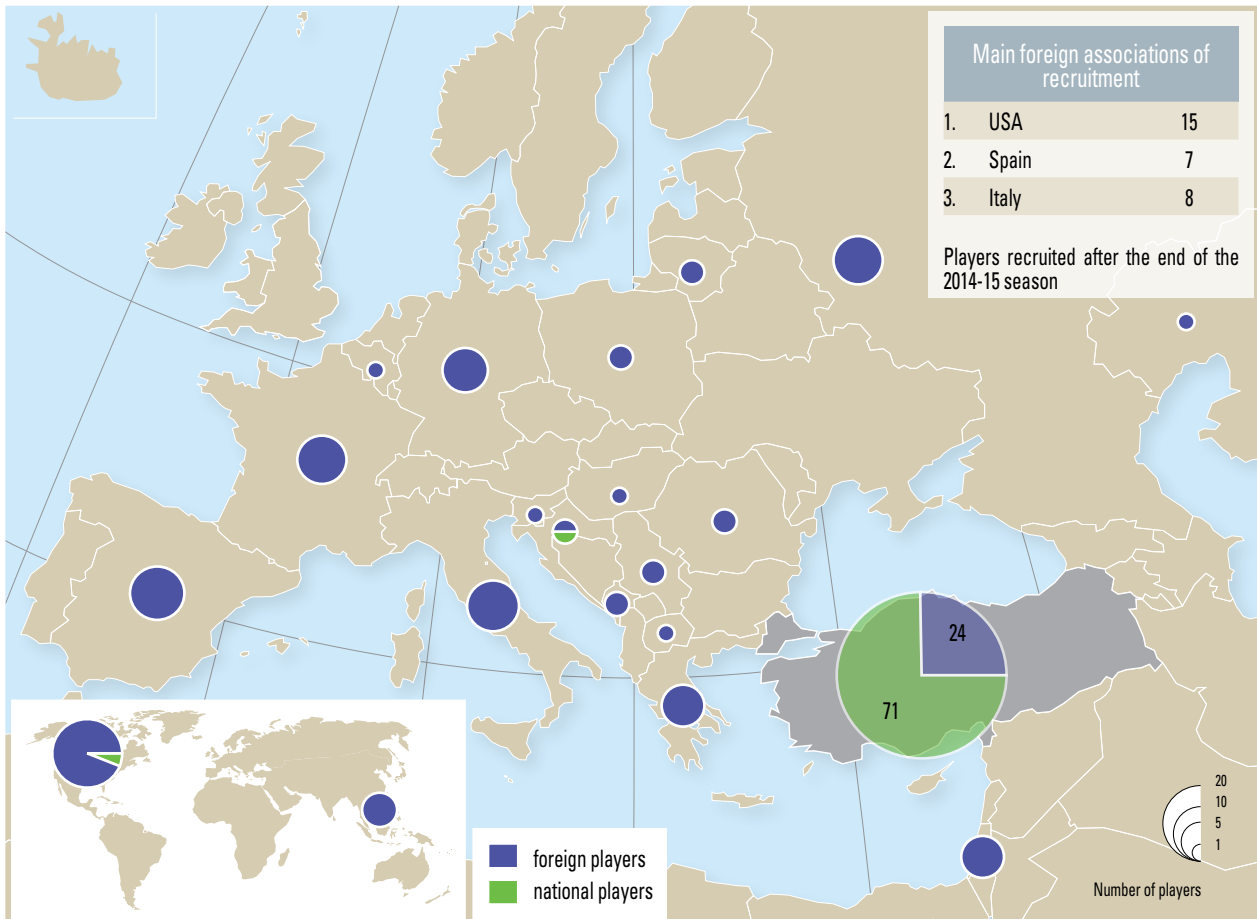 Main foreign associations of
recruitment
1. USA 15
2. Spain 7
3. Italy 8
Players recruited after the end of the
2014-15 season
24
71
foreign players
national players
20
10
5
1
Number of players